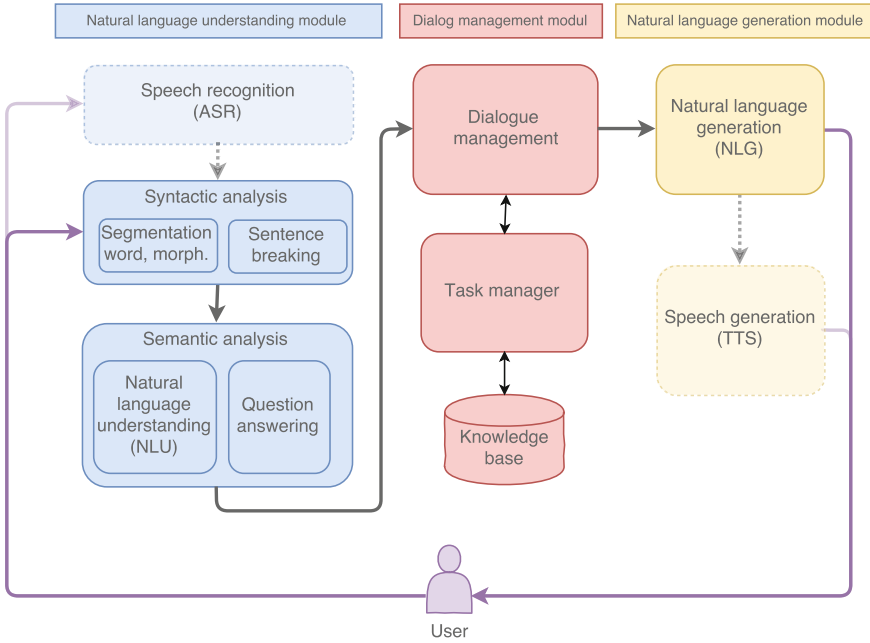 Natural language understanding module
Dialog management modul
Natural language generation module
Speech recognition
(ASR)
Syntactic analysis
Segmentation
word, morph.
Sentence
breaking
Semantic analysis
Natural
language
understanding
(NLU)
Question
answering
Dialogue
management
Task manager
Knowledge
base
Natural language
generation
(NLG)
Speech generation
(TTS)
User